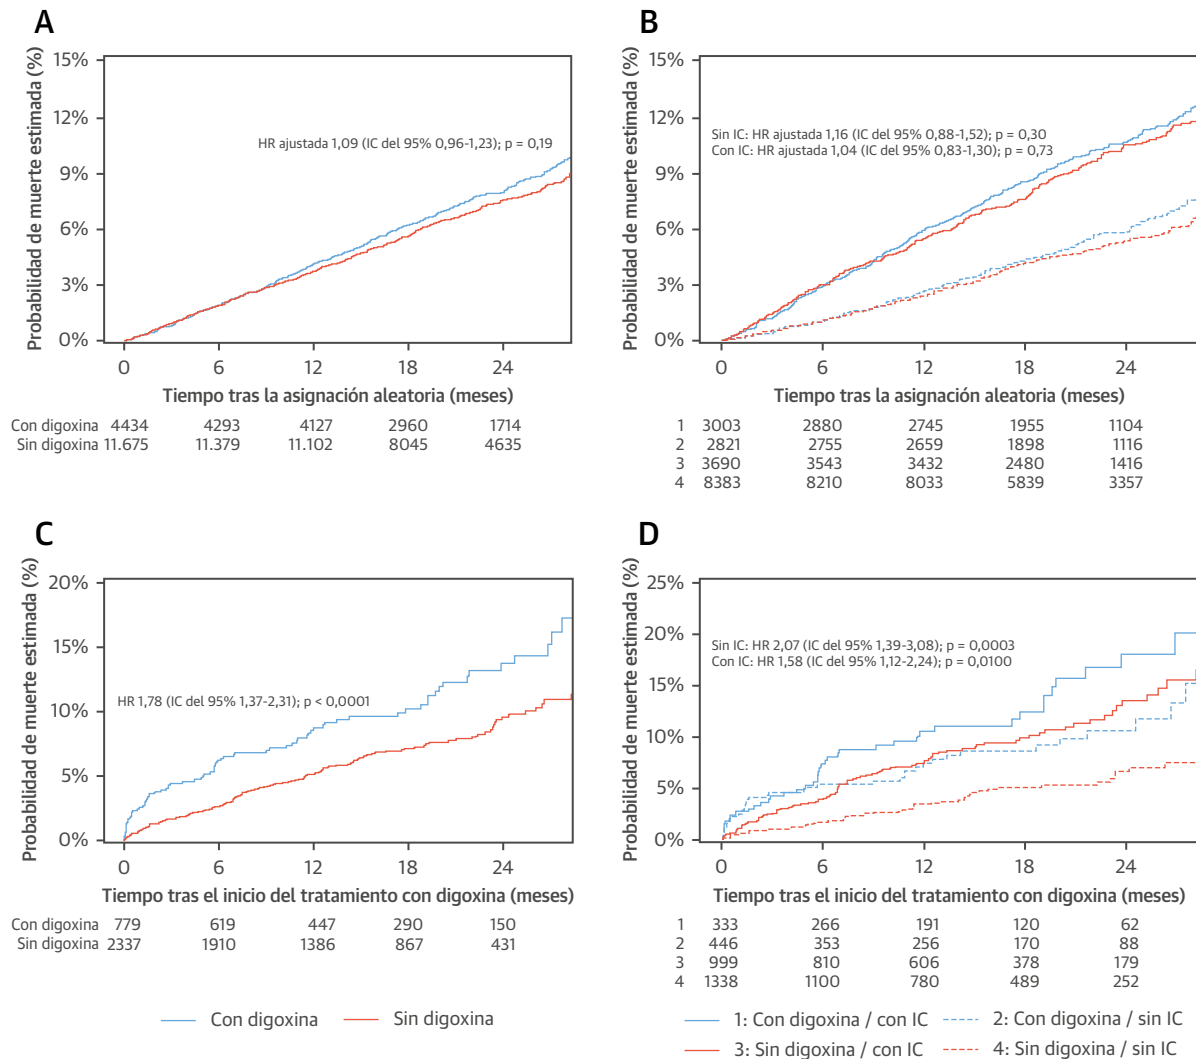 A
Probabilidad de muerte estimada (%)
15%
12%
9%
6%
3%
0%
HR ajustada 1,09 (IC del 95% 0,96-1,23); p = 0,19
0 6 12 18 24
Tiempo tras la asignación aleatoria (meses)
Con digoxina 4434 4293 4127 2960 1714
Sin digoxina 11.675 11.379 11.102 8045 4635
B
Probabilidad de muerte estimada (%)
15%
12%
9%
6%
3%
0%
Sin IC: HR ajustada 1,16 (IC del 95% 0,88-1,52); p = 0,30
Con IC: HR ajustada 1,04 (IC del 95% 0,83-1,30); p = 0,73
0 6 12 18 24
Tiempo tras la asignación aleatoria (meses)
1 3003 2880 2745 1955 1104
2 2821 2755 2659 1898 1116
3 3690 3543 3432 2480 1416
4 8383 8210 8033 5839 3357
C
Probabilidad de muerte estimada (%)
20%
15%
10%
5%
0%
HR 1,78 (IC del 95% 1,37-2,31); p < 0,0001
0 6 12 18 24
Tiempo tras el inicio del tratamiento con digoxina (meses)
Con digoxina 779 619 447 290 150
Sin digoxina 2337 1910 1386 867 431
D
Probabilidad de muerte estimada (%)
25%
20%
15%
10%
5%
0%
Sin IC: HR 2,07 (IC del 95% 1,39-3,08); p = 0,0003
Con IC: HR 1,58 (IC del 95% 1,12-2,24); p = 0,0100
0 6 12 18 24
Tiempo tras el inicio del tratamiento con digoxina (meses)
1 333 266 191 120 62
2 446 353 256 170 88
3 999 810 606 378 179
4 1338 1100 780 489 252
Con digoxina Sin digoxina
1: Con digoxina / con IC 2: Con digoxina / sin IC
3: Sin digoxina / con IC 4: Sin digoxina / sin IC